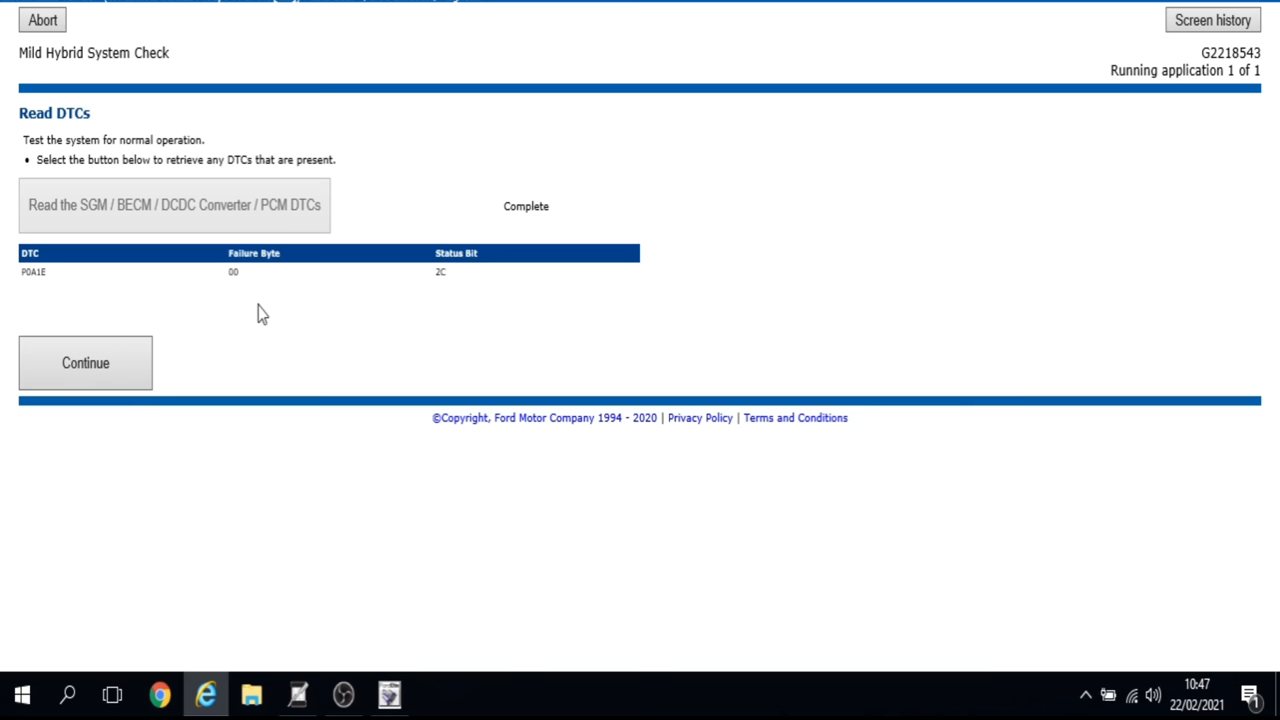 Abort
Screen history
Mild Hybrid System Check
G2218543
Running application 1 of 1
Read DTCs
Test the system for normal operation.
• Select the button below to retrieve any DTCs that are present.
Read the SGM / BECM / DCDC Converter / PCM DTCs
Complete
DTC Failure Byte Status Bit
P0A1E 00 2C
Continue
©Copyright, Ford Motor Company 1994 - 2020 | Privacy Policy | Terms and Conditions
10:47
22/02/2021
1